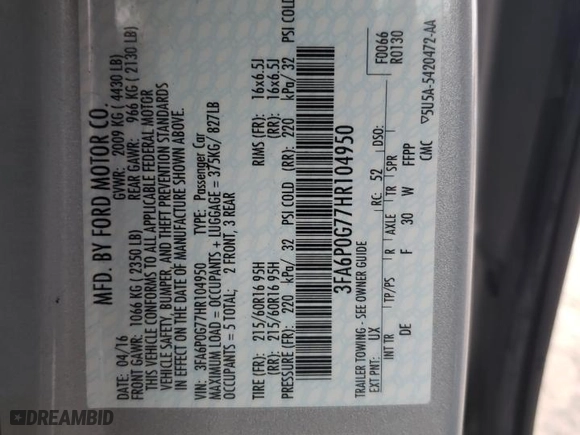 MFD. BY FORD MOTOR CO.
DATE: 04/16 GVWR: 2009 KG ( 4430 LB)
FRONT GAWR: 1066 KG ( 2350 LB) REAR GAWR: 966 KG ( 2130 LB)
THIS VEHICLE CONFORMS TO ALL APPLICABLE FEDERAL MOTOR
VEHICLE SAFETY, BUMPER, AND THEFT PREVENTION STANDARDS
IN EFFECT ON THE DATE OF MANUFACTURE SHOWN ABOVE.
VIN: 3FA6P0G77HR104950 TYPE: Passenger Car
MAXIMUM LOAD = OCCUPANTS + LUGGAGE = 375KG/ 827LB
OCCUPANTS = 5 TOTAL; 2 FRONT, 3 REAR
TIRE (FR): 215/60R16 95H RIMS (FR): 16x6.5J
TIRE (RR): 215/60R16 95H RIMS (RR): 16x6.5J
PRESSURE (FR): 220 kPa/ 32 PSI COLD (RR): 220 kPa/ 32 PSI COLD
3FA6P0G77HR104950
F0066
R0130
TRAILER TOWING - SEE OWNER GUIDE
EXT PNT: UX RC: 52 DSO:
INT TR TP/PS R AXLE TR SPR
DE F 30 W FFPP
CMC ▽5U5A-5420472-AA
DREAMBID